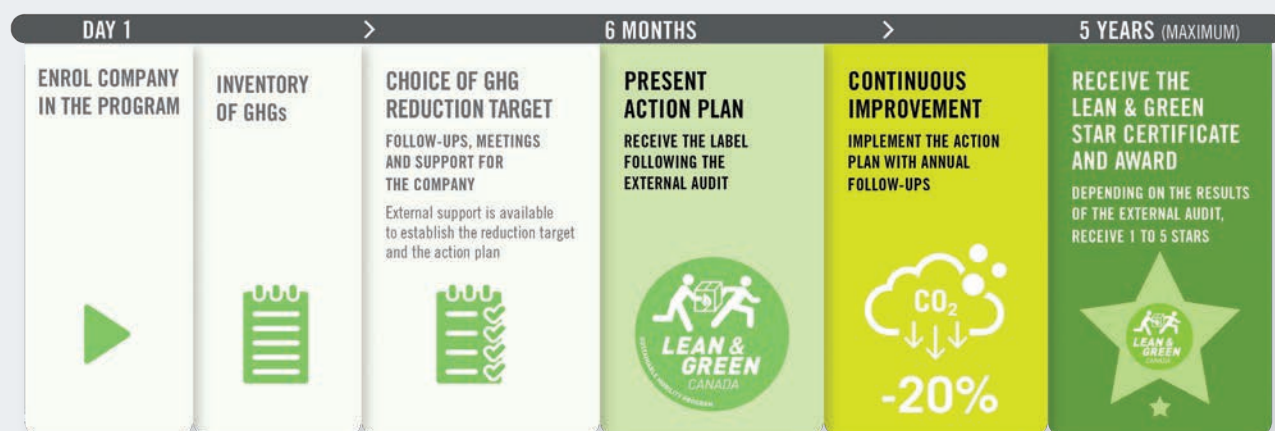 DAY 1
>
6 MONTHS
>
5 YEARS (MAXIMUM)
ENROL COMPANY
IN THE PROGRAM
INVENTORY
OF GHGs
CHOICE OF GHG
REDUCTION TARGET
FOLLOW-UPS, MEETINGS
AND SUPPORT FOR
THE COMPANY
External support is available
to establish the reduction target
and the action plan
PRESENT
ACTION PLAN
RECEIVE THE LABEL
FOLLOWING THE
EXTERNAL AUDIT
LEAN &
GREEN
CANADA
SUSTAINABLE MOBILITY PROGRAM
CONTINUOUS
IMPROVEMENT
IMPLEMENT THE ACTION
PLAN WITH ANNUAL
FOLLOW-UPS
CO₂
-20%
RECEIVE THE
LEAN & GREEN
STAR CERTIFICATE
AND AWARD
DEPENDING ON THE RESULTS
OF THE EXTERNAL AUDIT,
RECEIVE 1 TO 5 STARS
LEAN &
GREEN
CANADA